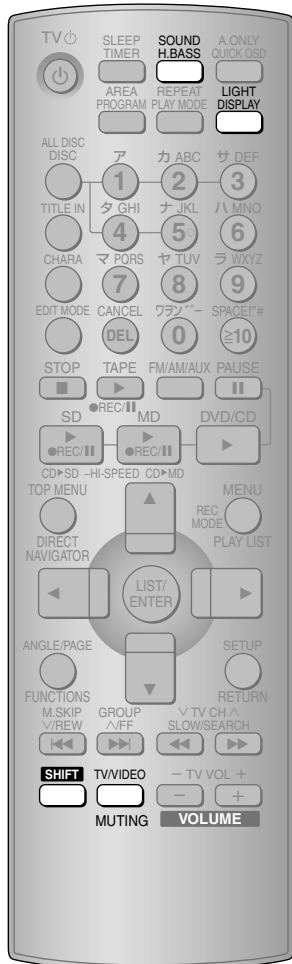 TV⏻ SLEEP TIMER SOUND H.BASS A.ONLY QUICK OSD
⏻
AREA PROGRAM REPEAT PLAY MODE LIGHT DISPLAY
ALL DISC DISC ア カ ABC サ DEF
1 2 3
TITLE IN タ GHI ナ JKL ハ MNO
4 5 6
CHARA マ PQRS ヤ TUV ラ WXYZ
7 8 9
EDIT MODE CANCEL ワヲン゛゜ー SPACE!"#
DEL 0 ≧10
STOP TAPE FM/AM/AUX PAUSE
■ ▶ II
●REC/II
SD MD DVD/CD
▶ ●REC/II ▶ ●REC/II ▶
CD▶SD –HI-SPEED CD▶MD
TOP MENU ▲ REC MODE MENU
DIRECT NAVIGATOR PLAY LIST
◀ LIST/ENTER ▶
ANGLE/PAGE SETUP
▼
FUNCTIONS RETURN
M.SKIP GROUP ∨ TV CH ∧
∨/REW ∧/FF SLOW/SEARCH
|◀◀ ▶▶| ◀◀ ▶▶
SHIFT TV/VIDEO – TV VOL +
– +
MUTING VOLUME